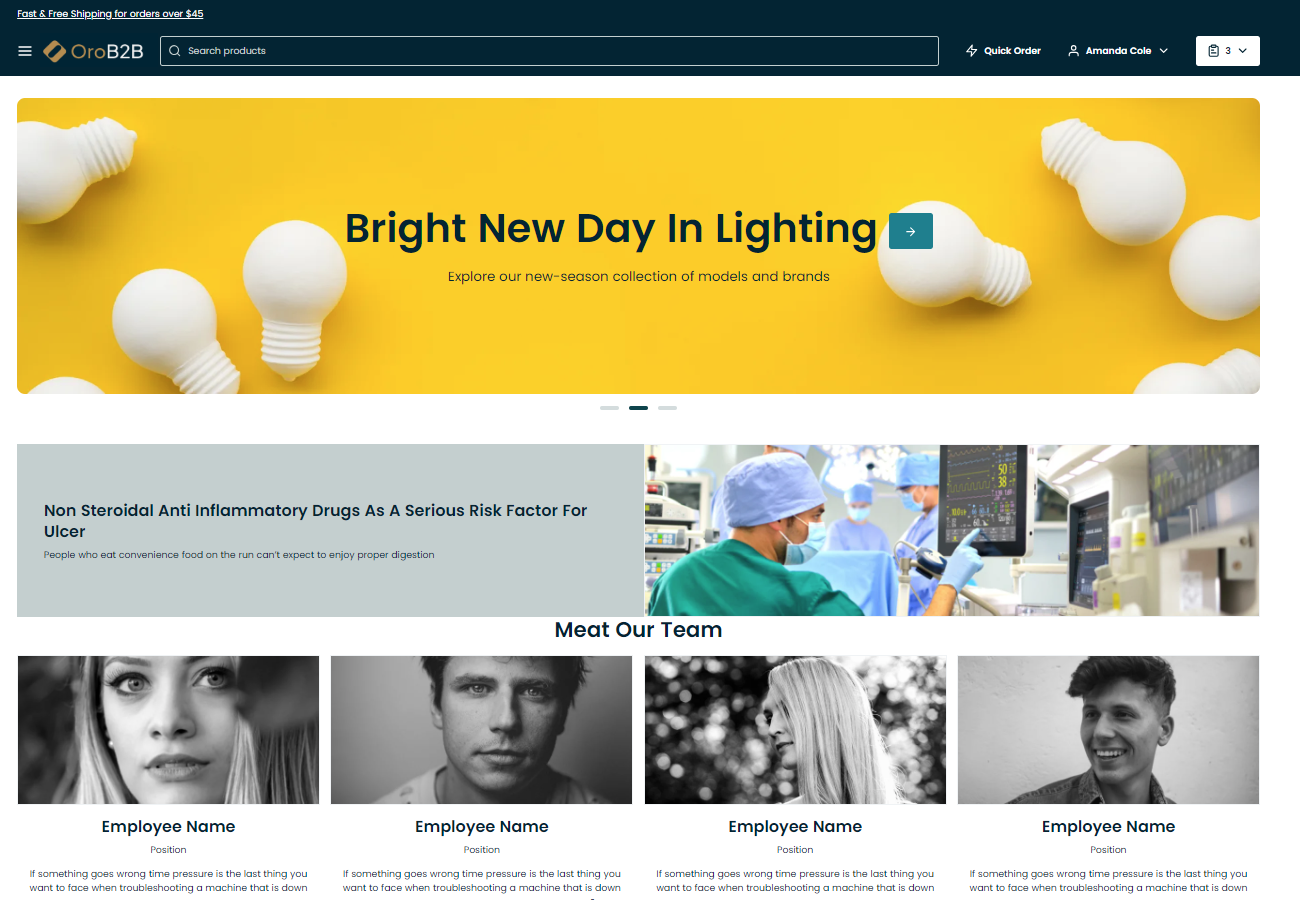 Fast & Free Shipping for orders over $45
OroB2B
Search products
Quick Order
Amanda Cole
3
Bright New Day In Lighting
Explore our new-season collection of models and brands
Non Steroidal Anti Inflammatory Drugs As A Serious Risk Factor For
Ulcer
People who eat convenience food on the run can't expect to enjoy proper digestion
50
38
Meat Our Team
Employee Name
Position
If something goes wrong time pressure is the last thing you
want to face when troubleshooting a machine that is down
Employee Name
Position
If something goes wrong time pressure is the last thing you
want to face when troubleshooting a machine that is down
Employee Name
Position
If something goes wrong time pressure is the last thing you
want to face when troubleshooting a machine that is down
Employee Name
Position
If something goes wrong time pressure is the last thing you
want to face when troubleshooting a machine that is down